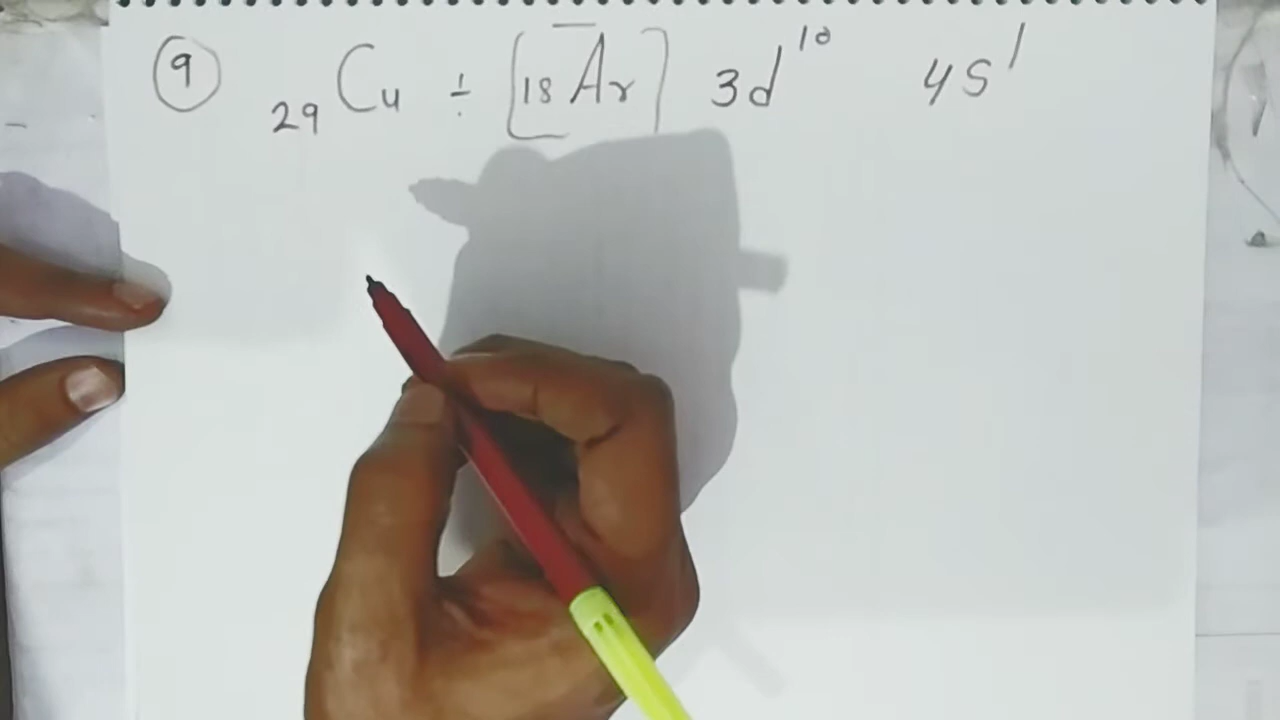 ⑨ ₂₉Cu ÷ [₁₈Ar] 3d¹⁰ 4s¹